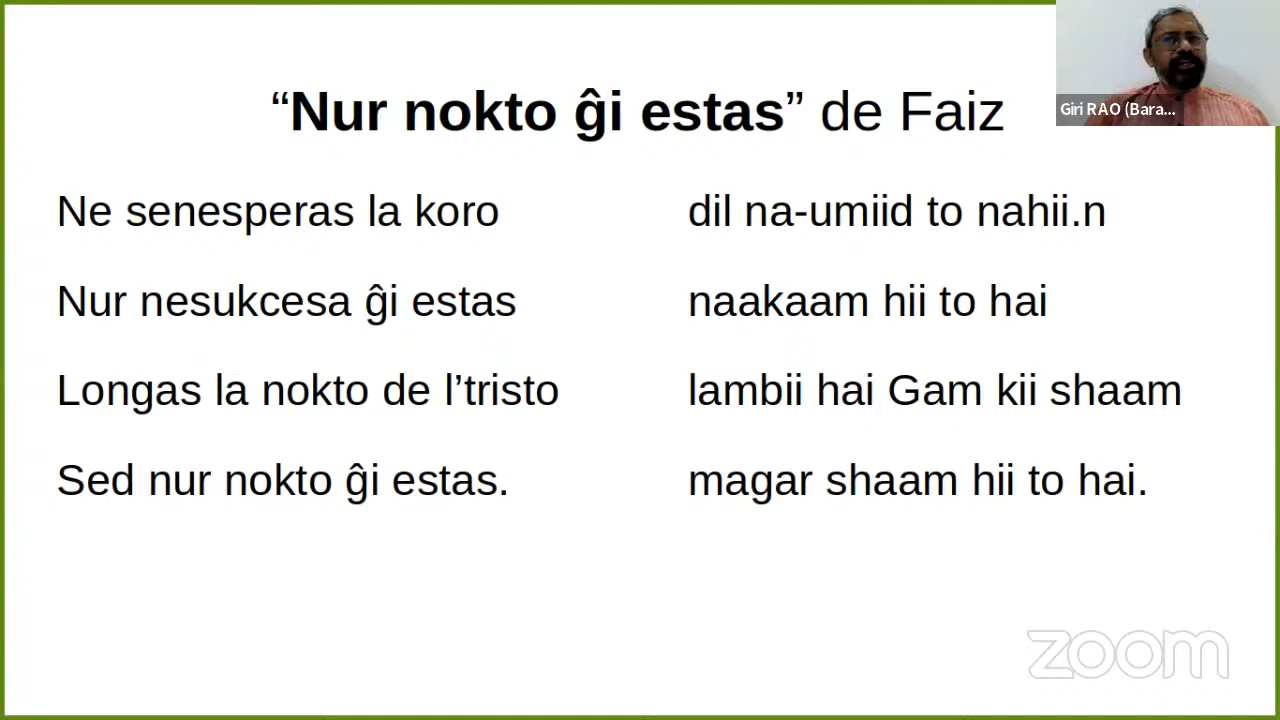 “Nur nokto ĝi estas” de Faiz
Giri RAO (Bara...
Ne senesperas la koro
Nur nesukcesa ĝi estas
Longas la nokto de l’tristo
Sed nur nokto ĝi estas.
dil na-umiid to nahii.n
naakaam hii to hai
lambii hai Gam kii shaam
magar shaam hii to hai.
zoom